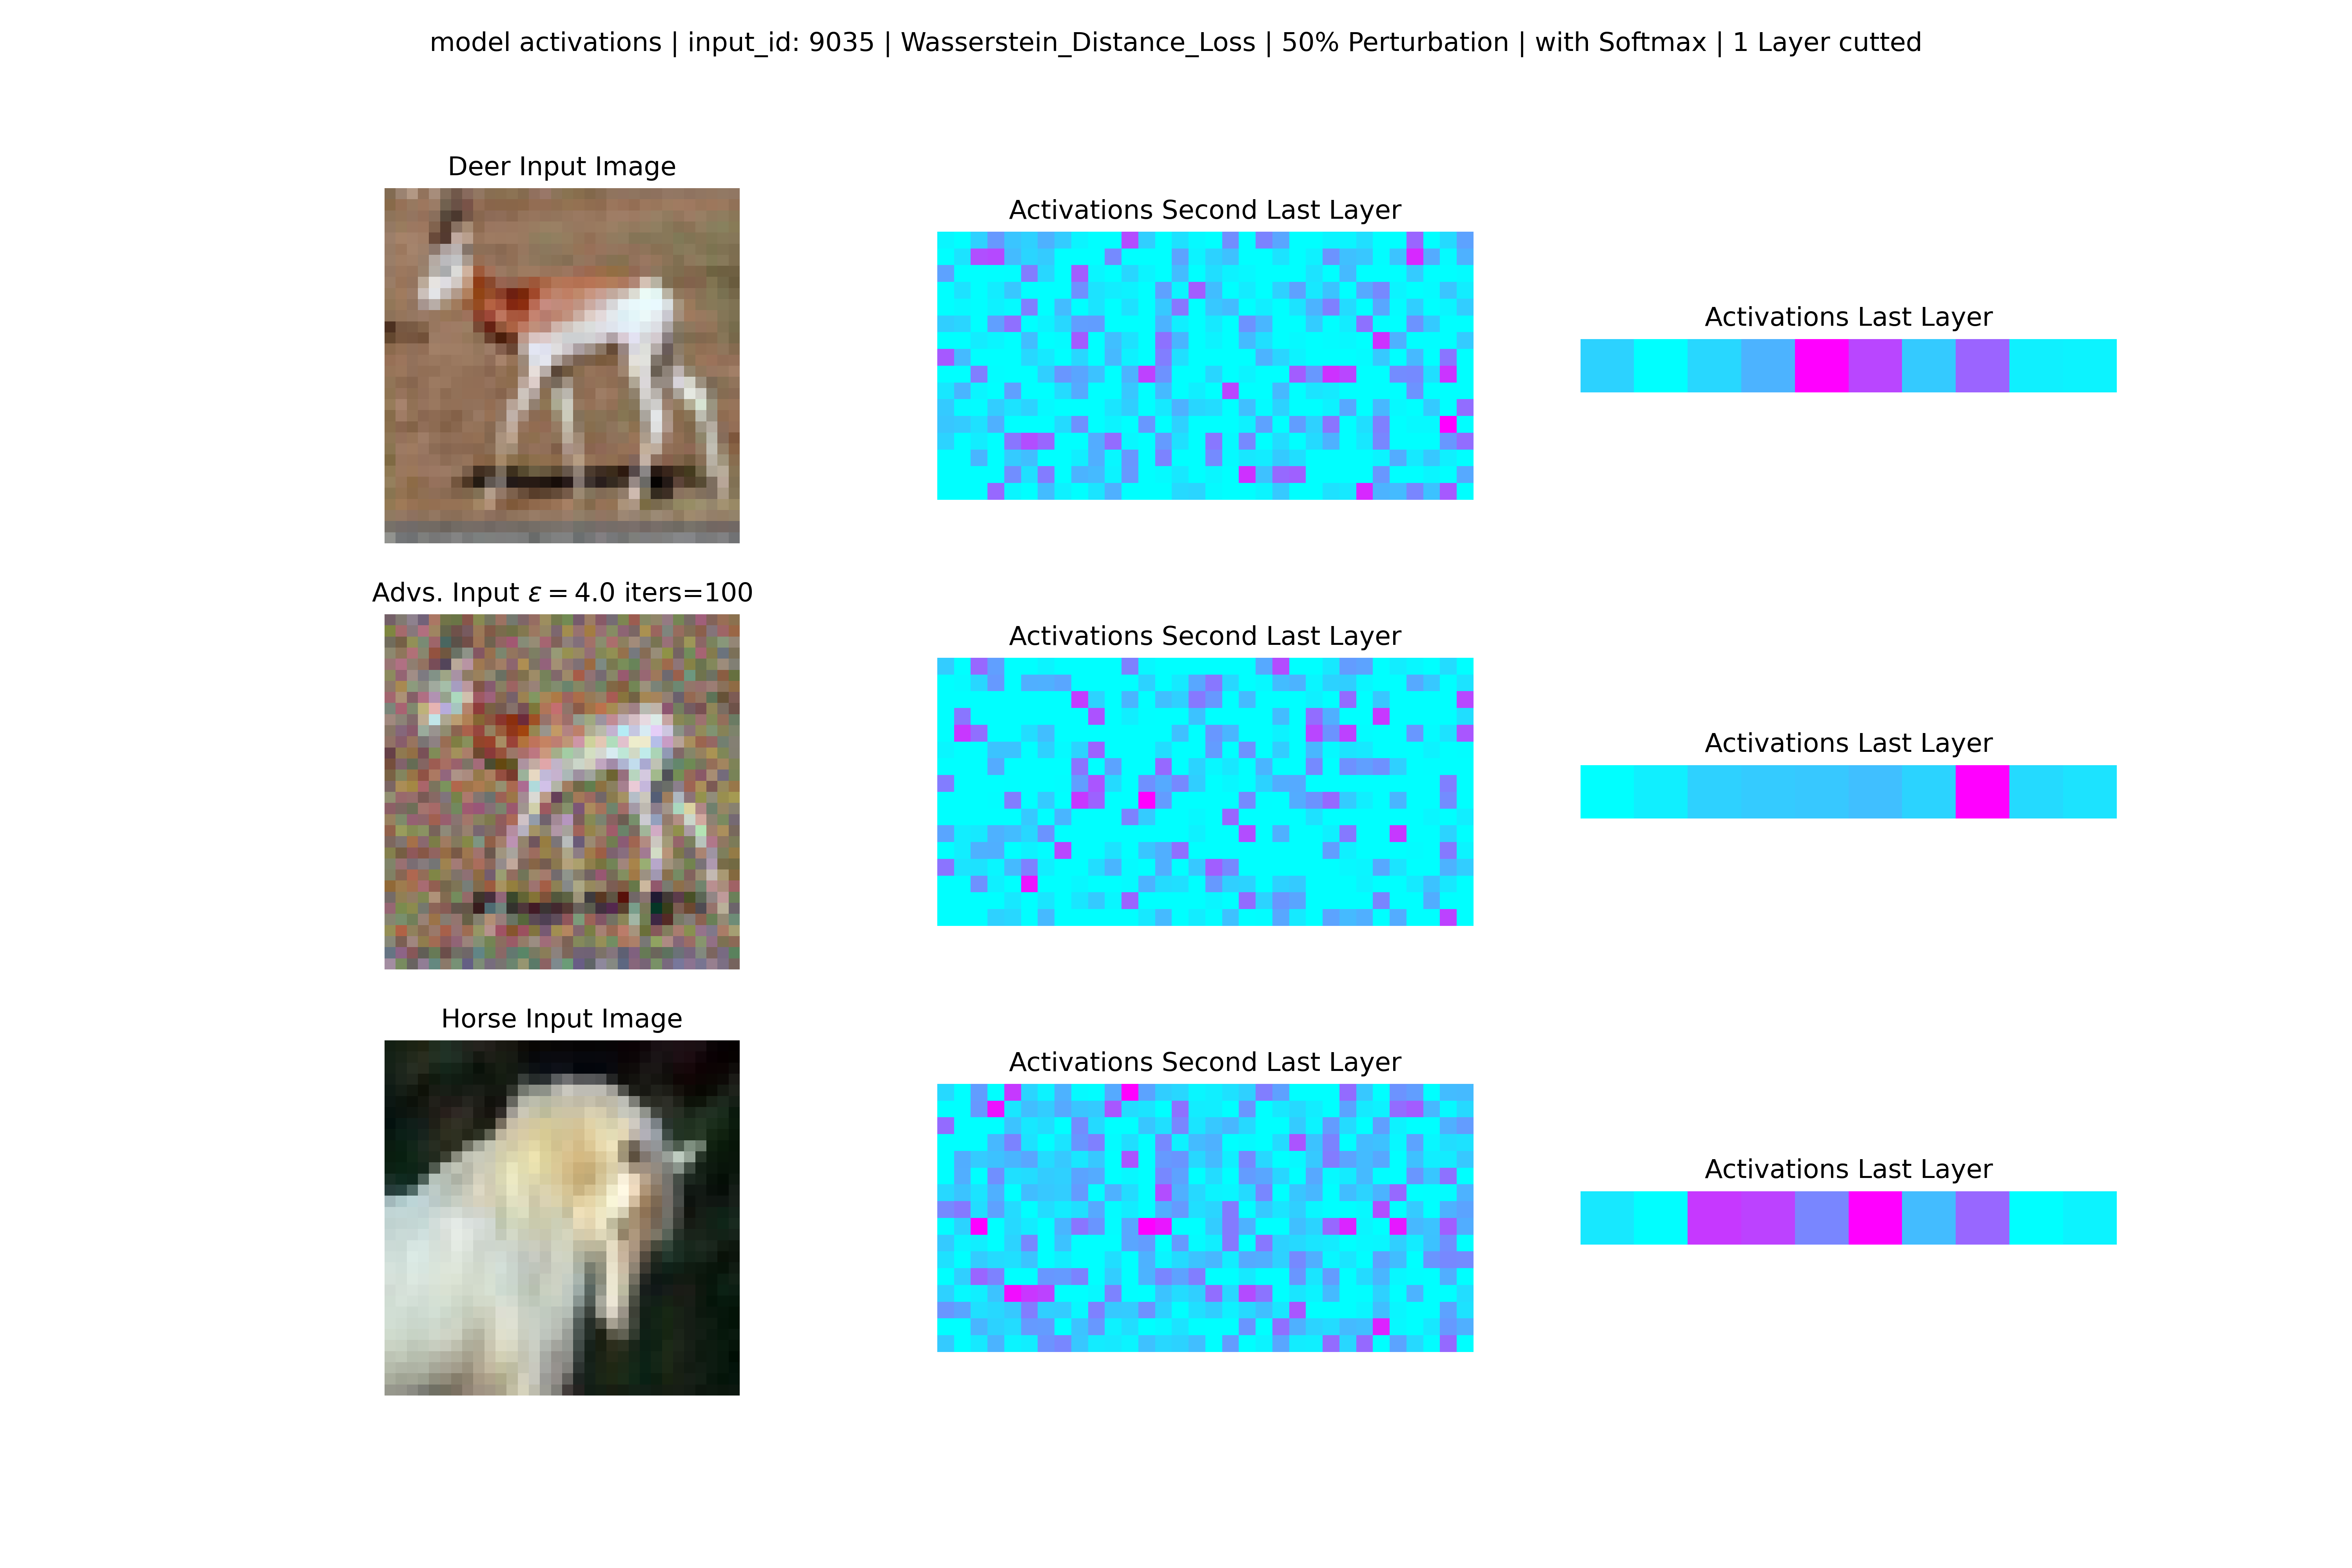 model activations | input_id: 9035 | Wasserstein_Distance_Loss | 50% Perturbation | with Softmax | 1 Layer cutted
Deer Input Image
Activations Second Last Layer
Activations Last Layer
Advs. Input ε = 4.0 iters=100
Activations Second Last Layer
Activations Last Layer
Horse Input Image
Activations Second Last Layer
Activations Last Layer